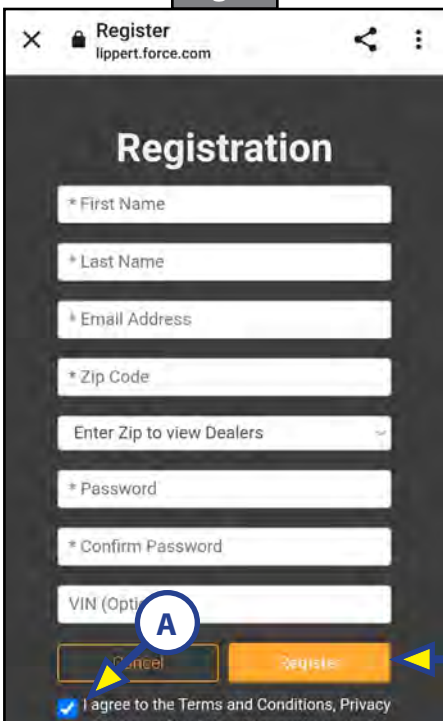 Register
lippert.force.com
Registration
* First Name
* Last Name
* Email Address
* Zip Code
Enter Zip to view Dealers
* Password
* Confirm Password
VIN
A
Cancel
Register
I agree to the Terms and Conditions, Privacy